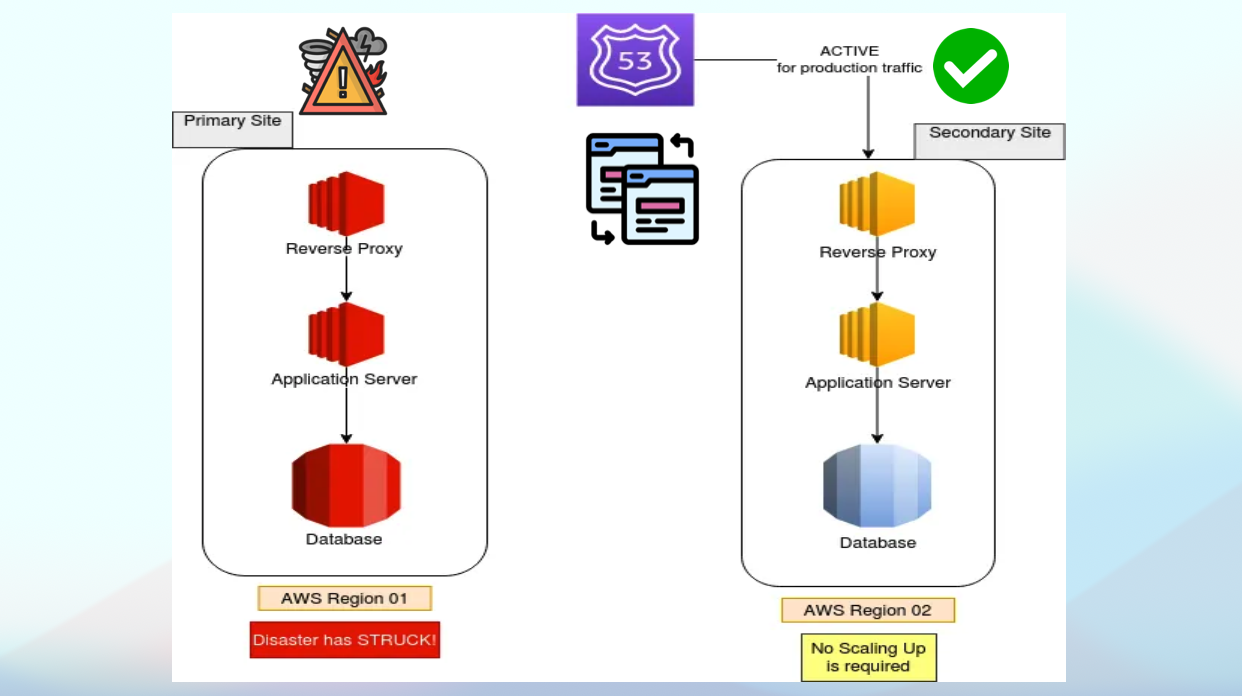 53
ACTIVE
for production traffic
Primary Site
Secondary Site
Reverse Proxy
Application Server
Database
AWS Region 01
Disaster has STRUCK!
Reverse Proxy
Application Server
Database
AWS Region 02
No Scaling Up
is required